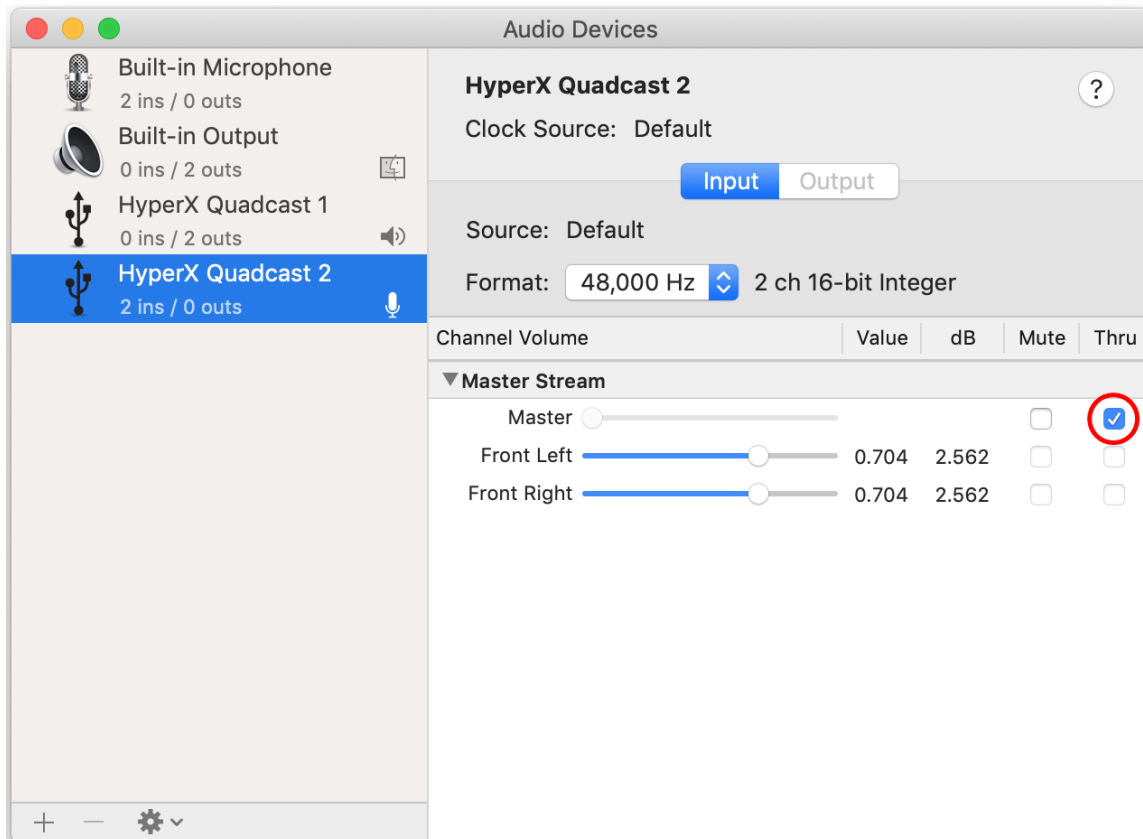 Audio Devices
Built-in Microphone
2 ins / 0 outs
Built-in Output
0 ins / 2 outs
HyperX Quadcast 1
0 ins / 2 outs
HyperX Quadcast 2
2 ins / 0 outs
HyperX Quadcast 2
?
Clock Source: Default
Input Output
Source: Default
Format: 48,000 Hz 2 ch 16-bit Integer
Channel Volume Value dB Mute Thru
Master Stream
Master
Front Left 0.704 2.562
Front Right 0.704 2.562